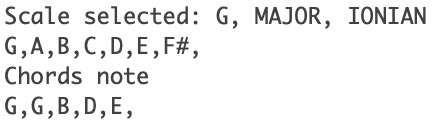 Scale selected: G, MAJOR, IONIAN
G,A,B,C,D,E,F#,
Chords note
G,G,B,D,E,